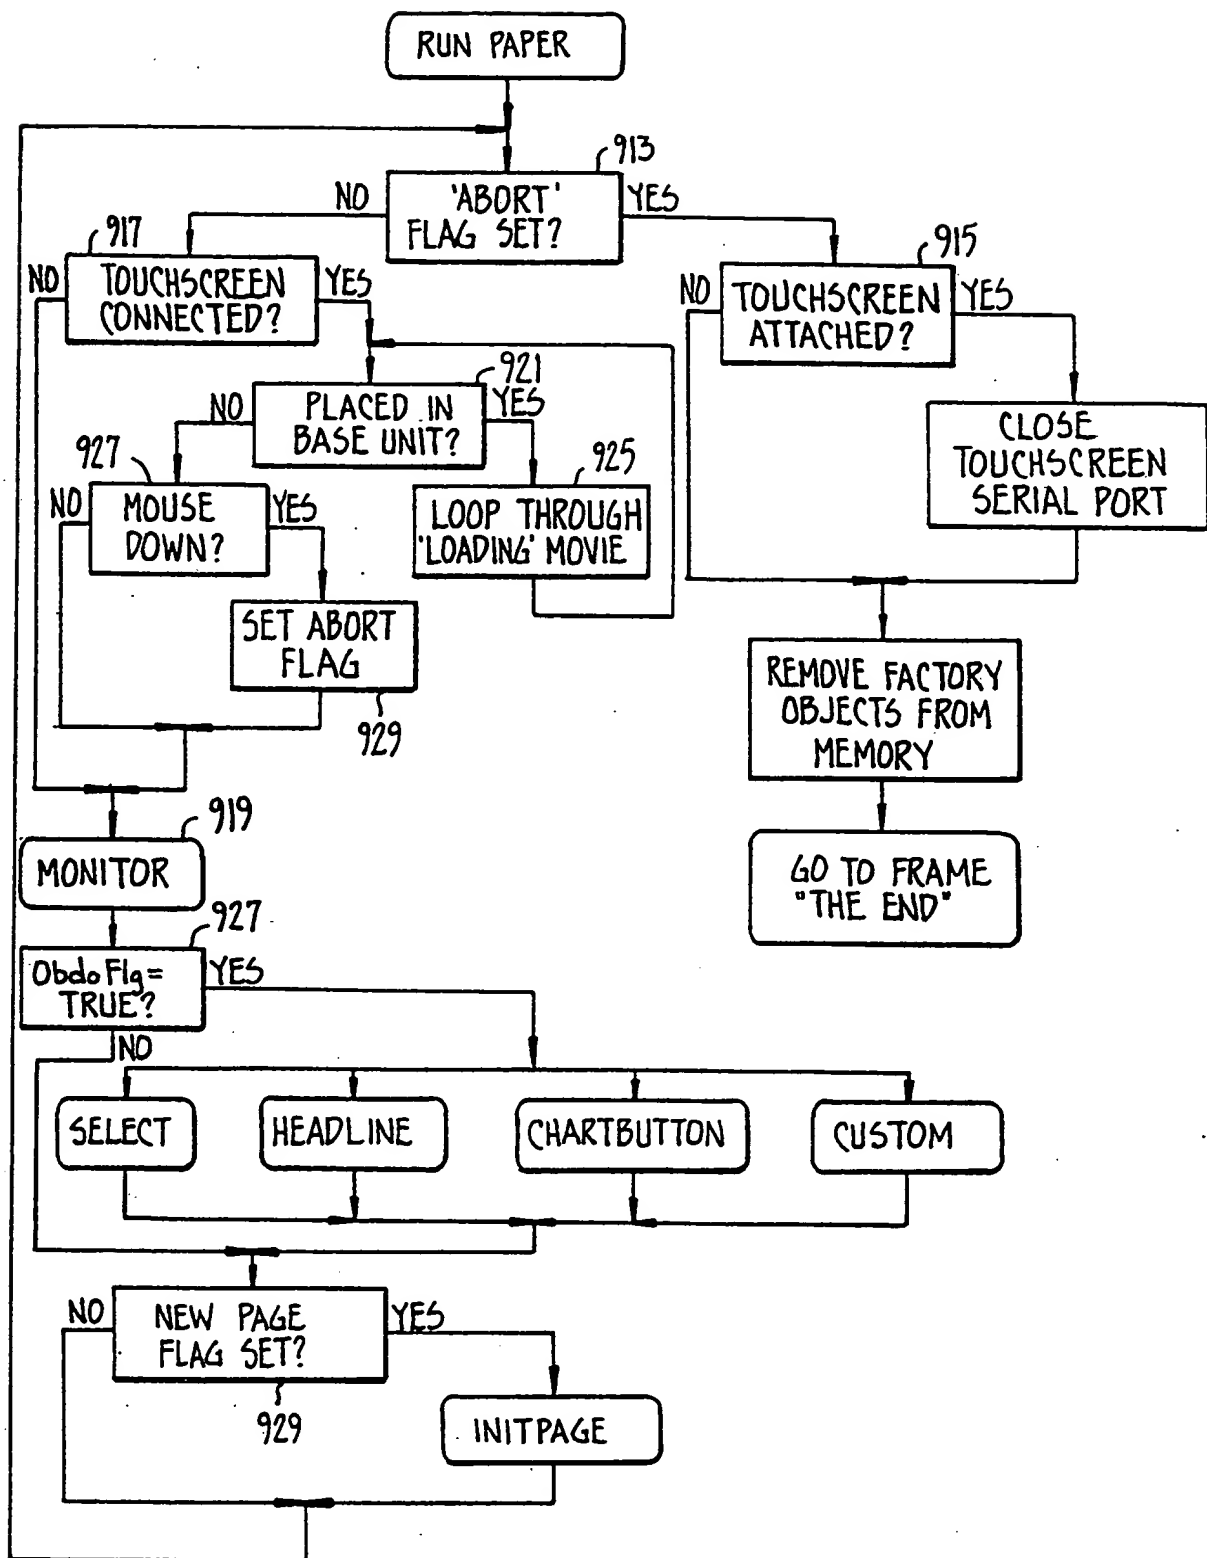 RUN PAPER
913
NO
'ABORT'
FLAG SET?
YES
917
NO
TOUCHSCREEN
CONNECTED?
YES
915
NO
TOUCHSCREEN
ATTACHED?
YES
921
NO
PLACED IN
BASE UNIT?
YES
CLOSE
TOUCHSCREEN
SERIAL PORT
927
NO
MOUSE
DOWN?
YES
925
LOOP THROUGH
'LOADING' MOVIE
SET ABORT
FLAG
929
REMOVE FACTORY
OBJECTS FROM
MEMORY
919
MONITOR
GO TO FRAME
"THE END"
927
ObdoFlg=
TRUE?
YES
NO
SELECT
HEADLINE
CHARTBUTTON
CUSTOM
NO
NEW PAGE
FLAG SET?
YES
929
INITPAGE